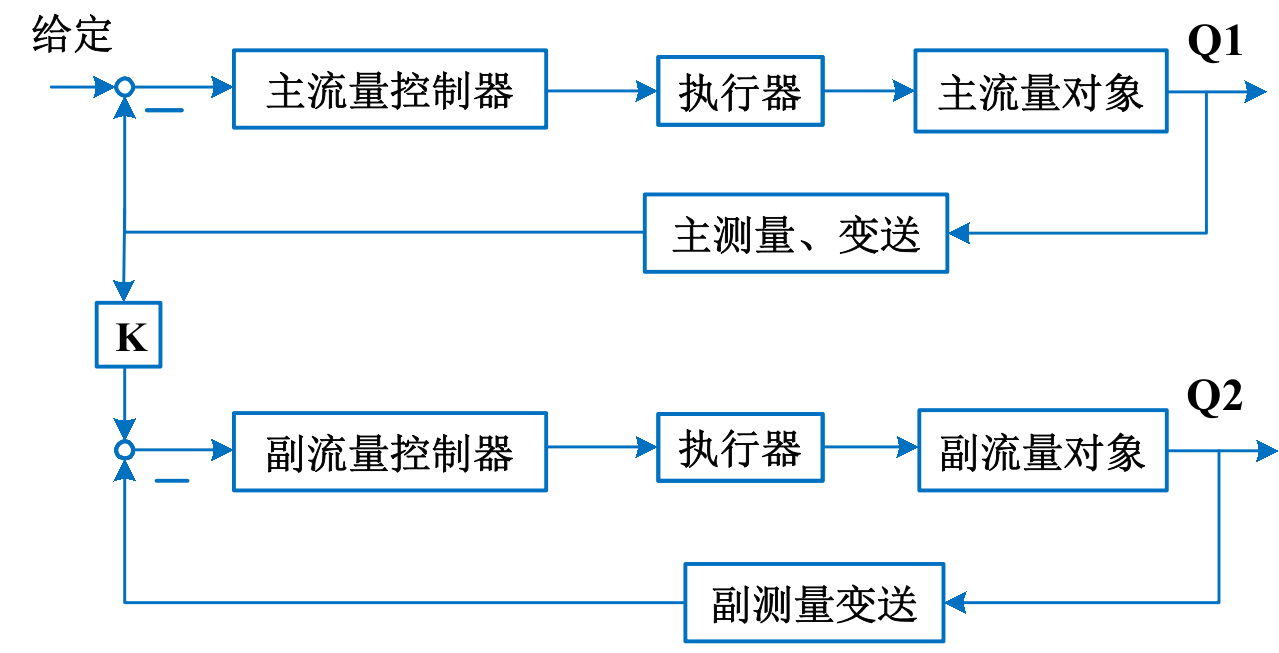 给定
Q1
主流量控制器
执行器
主流量对象
主测量、变送
K
Q2
副流量控制器
执行器
副流量对象
副测量变送